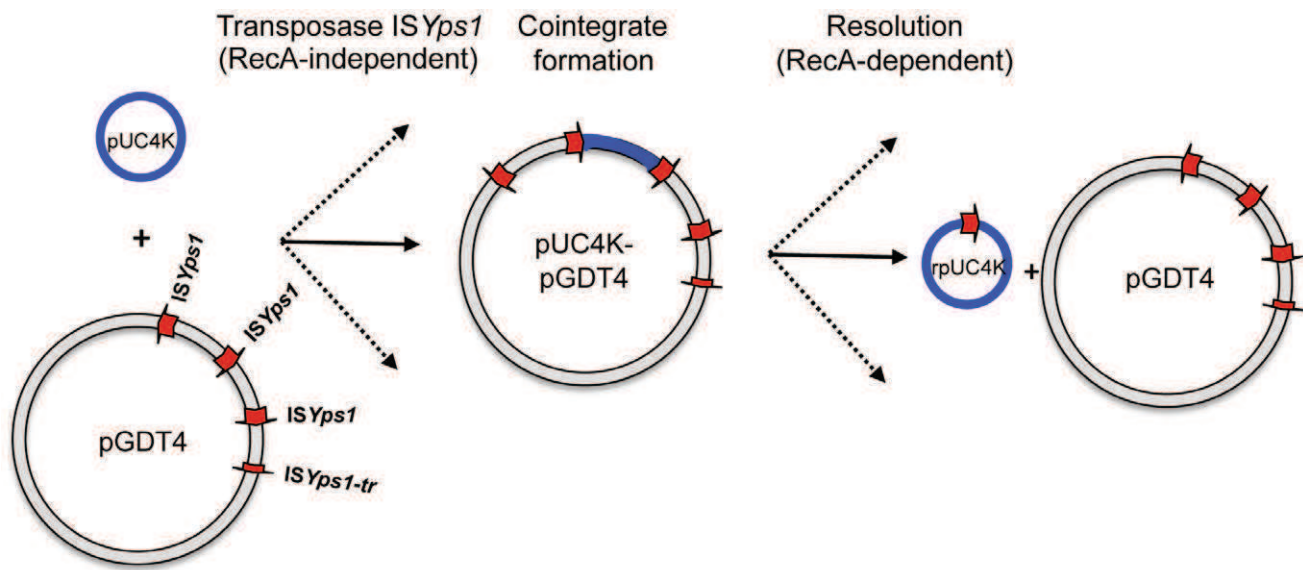 Transposase ISYps1
(RecA-independent)
Cointegrate
formation
Resolution
(RecA-dependent)
pUC4K
+
ISYps1
ISYps1
ISYps1
ISYps1-tr
pGDT4
pUC4K-
pGDT4
rpUC4K
+
pGDT4